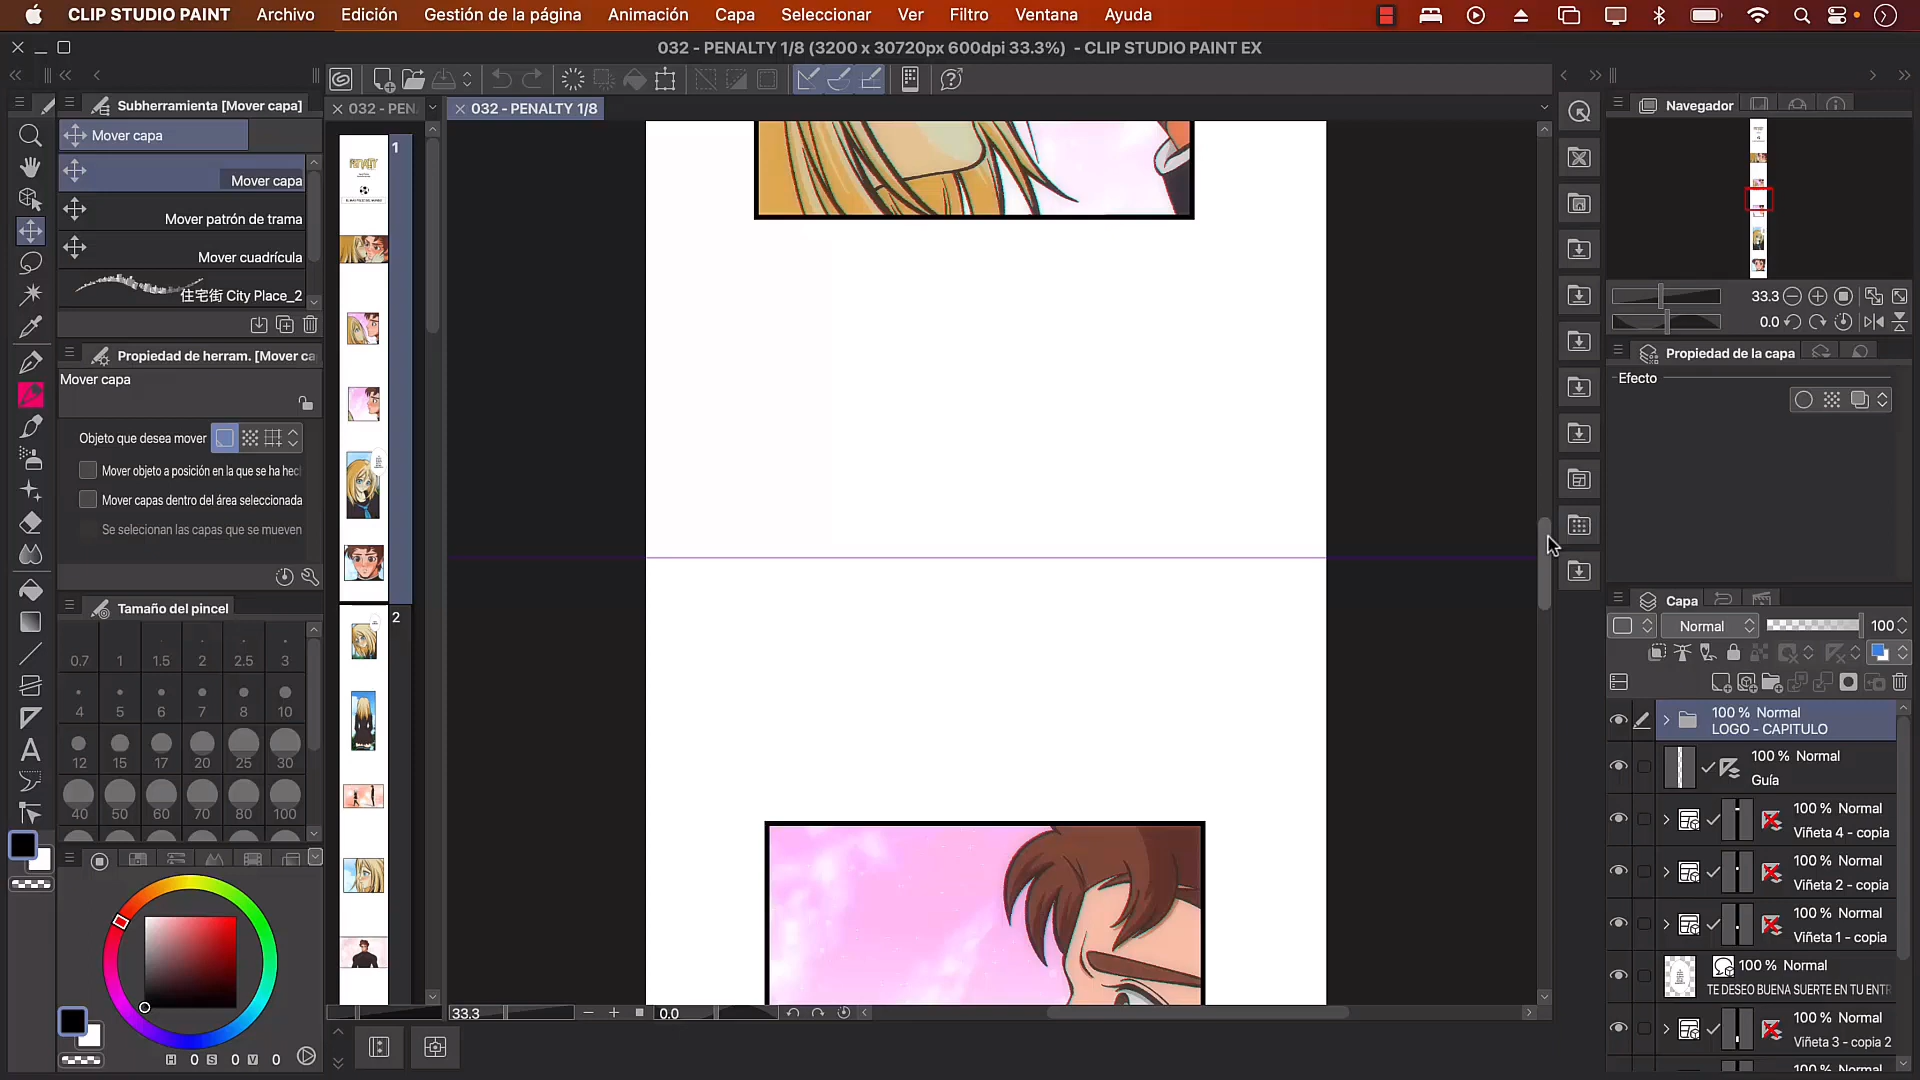 CLIP STUDIO PAINT Archivo Edición Gestión de la página Animación Capa Seleccionar Ver Filtro Ventana Ayuda
032 - PENALTY 1/8 (3200 x 30720px 600dpi 33.3%) - CLIP STUDIO PAINT EX
Subherramienta [Mover capa]
Mover capa
Mover capa
Mover patrón de trama
Mover cuadrícula
住宅街 City Place_2
Propiedad de herram. [Mover ca
Mover capa
Objeto que desea mover
Mover objeto a posición en la que se ha hec
Mover capas dentro del área seleccionada
Se selecionan las capas que se mueven
Tamaño del pincel
0.7 1 1.5 2 2.5 3
4 5 6 7 8 10
12 15 17 20 25 30
40 50 60 70 80 100
H 0 S 0 V 0
032 - PEN
032 - PENALTY 1/8
1
PENALTY
2
33.3
0.0
Navegador
33.3
0.0
Propiedad de la capa
Efecto
Capa
Normal 100
100 % Normal
LOGO - CAPITULO
100 % Normal
Guía
100 % Normal
Viñeta 4 - copia
100 % Normal
Viñeta 2 - copia
100 % Normal
Viñeta 1 - copia
100 % Normal
TE DESEO BUENA SUERTE EN TU ENTR
100 % Normal
Viñeta 3 - copia 2
100 % Normal